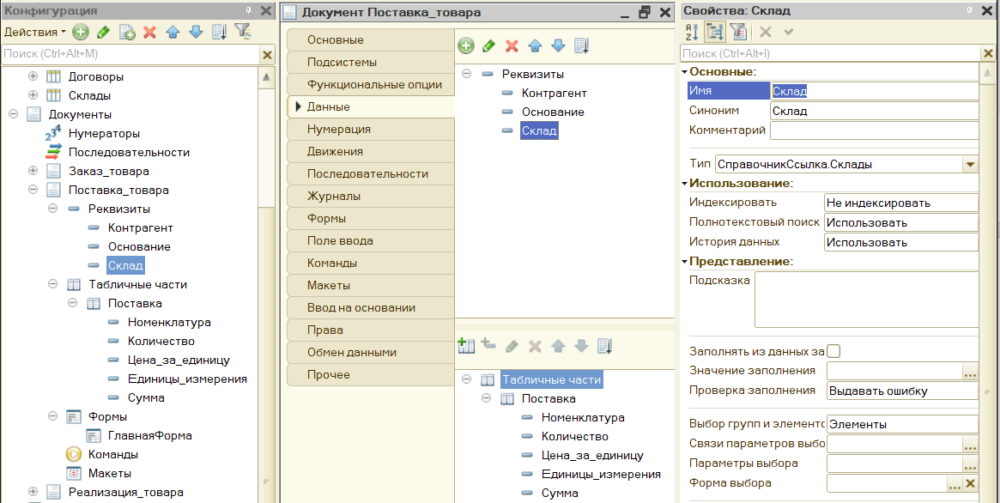 Конфигурация
Действия
Поиск (Ctrl+Alt+M)
Договоры
Склады
Документы
Нумераторы
Последовательности
Заказ_товара
Поставка_товара
Реквизиты
Контрагент
Основание
Склад
Табличные части
Поставка
Номенклатура
Количество
Цена_за_единицу
Единицы_измерения
Сумма
Формы
ГлавнаяФорма
Команды
Макеты
Реализация_товара
Документ Поставка_товара
Основные
Подсистемы
Функциональные опции
Данные
Нумерация
Движения
Последовательности
Журналы
Формы
Поле ввода
Команды
Макеты
Ввод на основании
Права
Обмен данными
Прочее
Реквизиты
Контрагент
Основание
Склад
Табличные части
Поставка
Номенклатура
Количество
Цена_за_единицу
Единицы_измерения
Сумма
Свойства: Склад
Поиск (Ctrl+Alt+I)
Основные:
Имя Склад
Синоним Склад
Комментарий
Тип СправочникСсылка.Склады
Использование:
Индексировать Не индексировать
Полнотекстовый поиск Использовать
История данных Использовать
Представление:
Подсказка
Заполнять из данных за
Значение заполнения
Проверка заполнения Выдавать ошибку
Выбор групп и элементс Элементы
Связи параметров выбо
Параметры выбора
Форма выбора